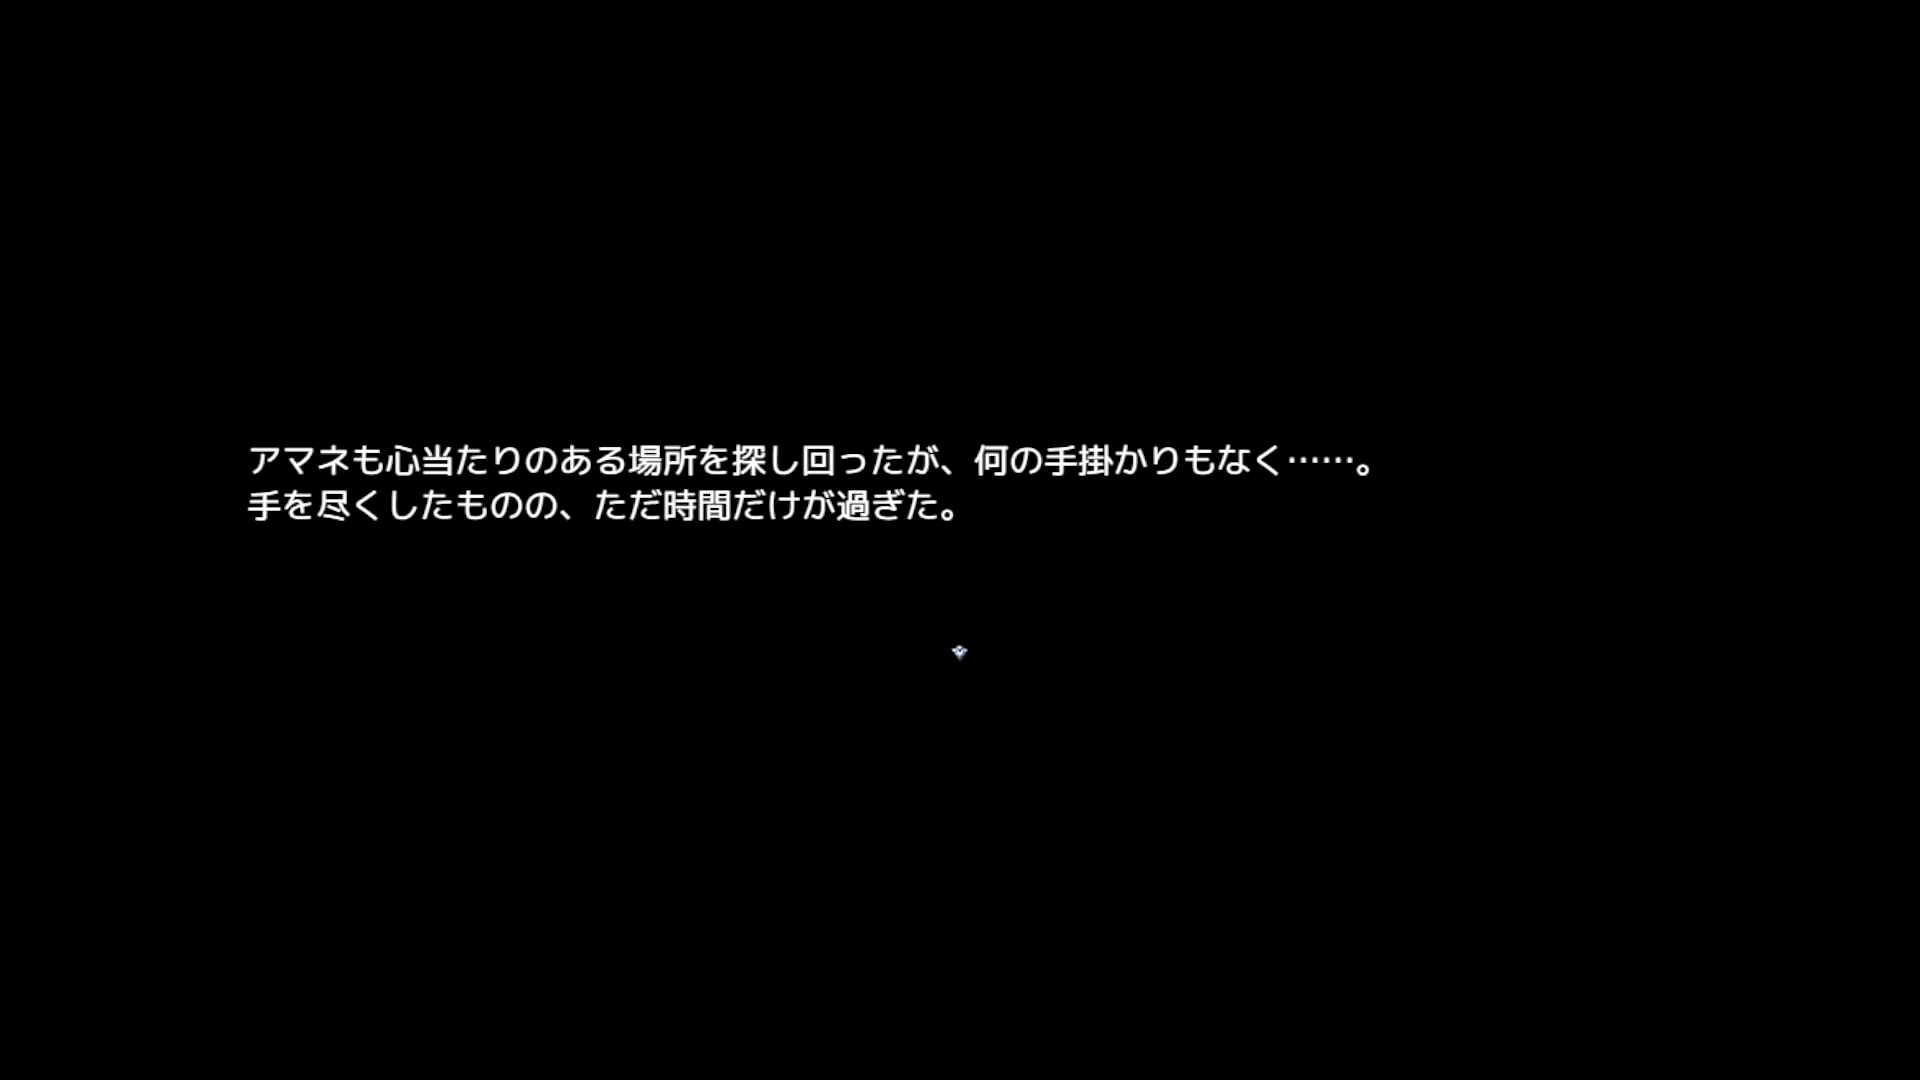 アマネも心当たりのある場所を探し回ったが、何の手掛かりもなく……。
手を尽くしたものの、ただ時間だけが過ぎた。